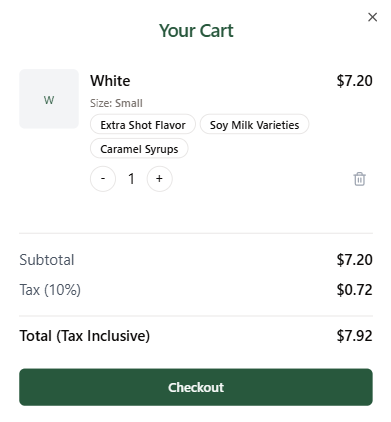 Your Cart
×
W
White
$7.20
Size: Small
Extra Shot Flavor
Soy Milk Varieties
Caramel Syrups
- 1 +
Subtotal $7.20
Tax (10%) $0.72
Total (Tax Inclusive) $7.92
Checkout